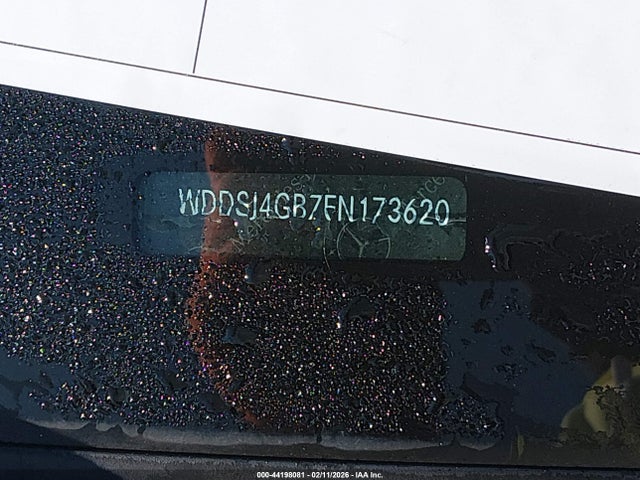 WDDSJ4GB7FN173620
000-44198081 - 02/11/2026 - IAA Inc.